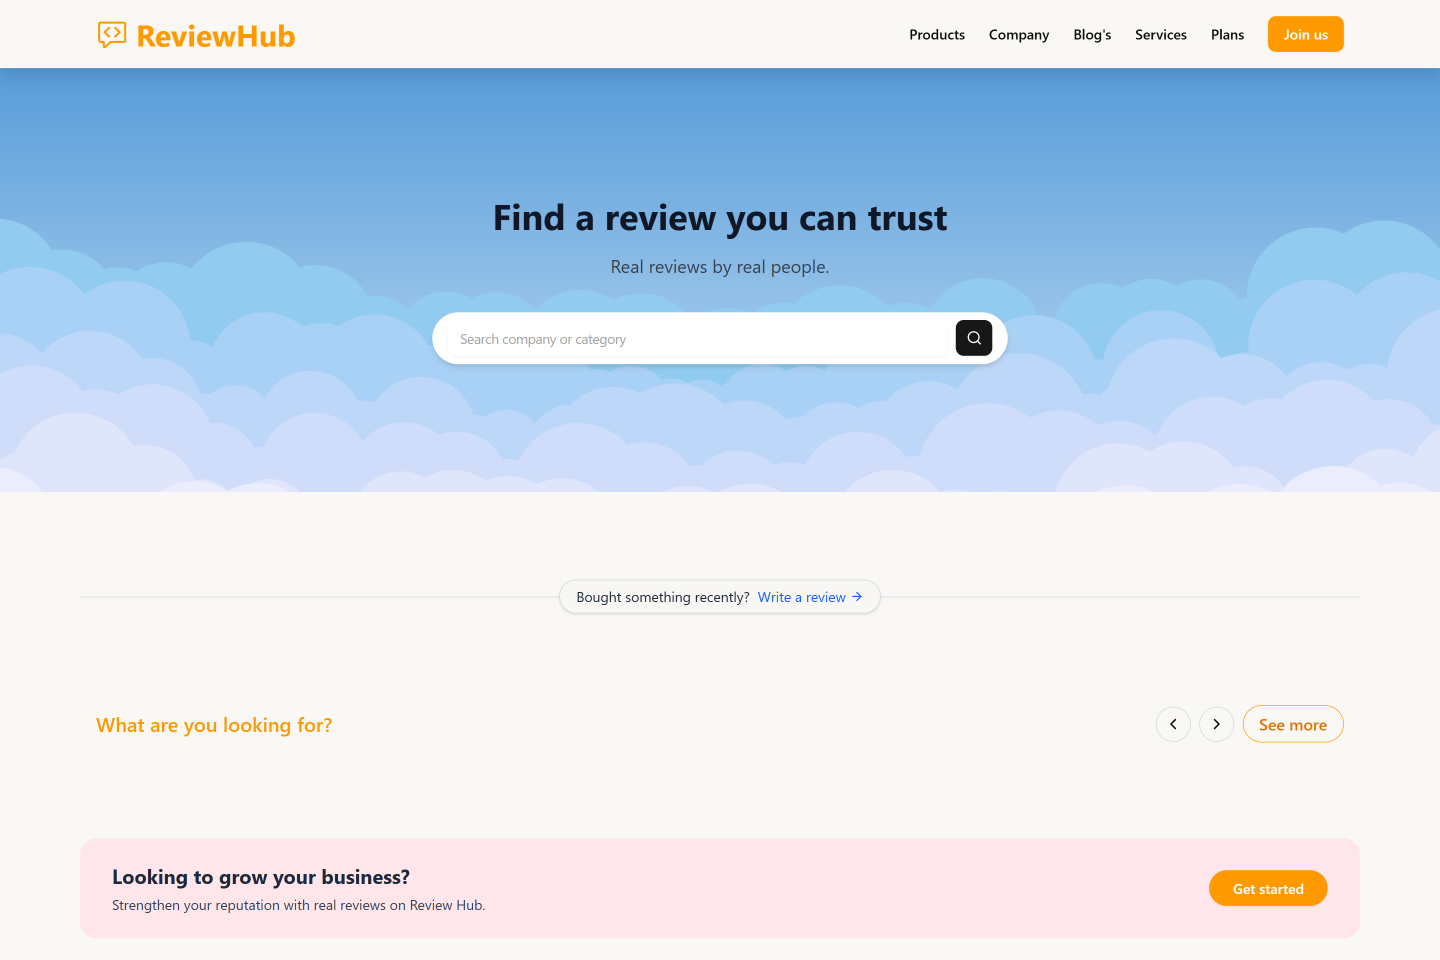 ReviewHub
Products Company Blog's Services Plans Join us
Find a review you can trust
Real reviews by real people.
Search company or category
Bought something recently? Write a review
What are you looking for?
See more
Looking to grow your business?
Strengthen your reputation with real reviews on Review Hub.
Get started